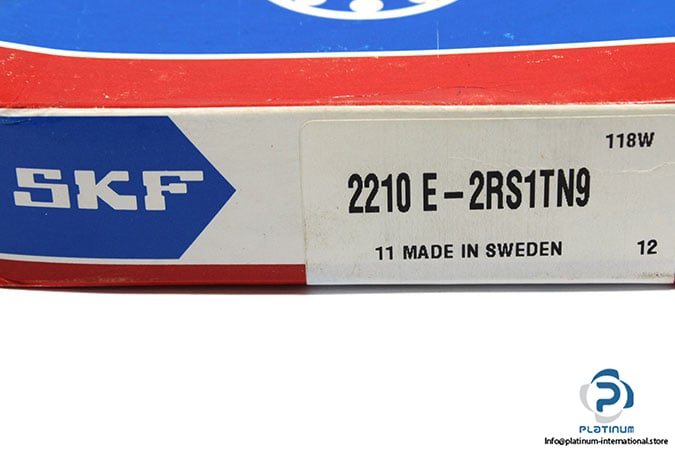 118W
SKF
2210 E-2RS1TN9
11 MADE IN SWEDEN 12
PLATINUM
Info@platinum-international.store